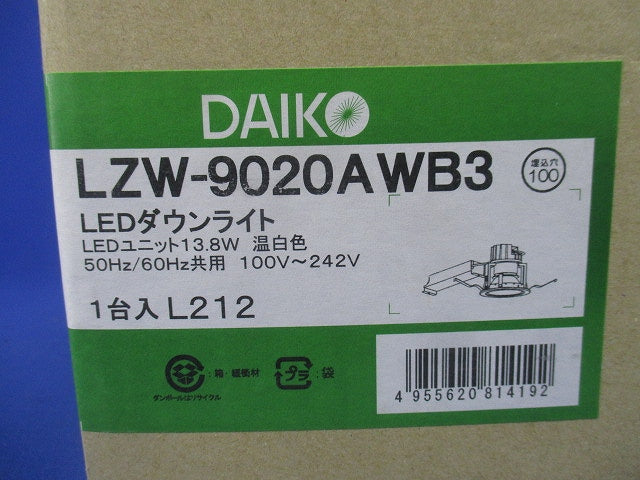 DAIKO
LZW-9020AWB3
埋込穴
100
LEDダウンライト
LEDユニット13.8W 温白色
50Hz/60Hz共用 100V～242V
1台入 L212
:箱・緩衝材
ダンボールはリサイクル
プラ
:袋
4 955620 814192